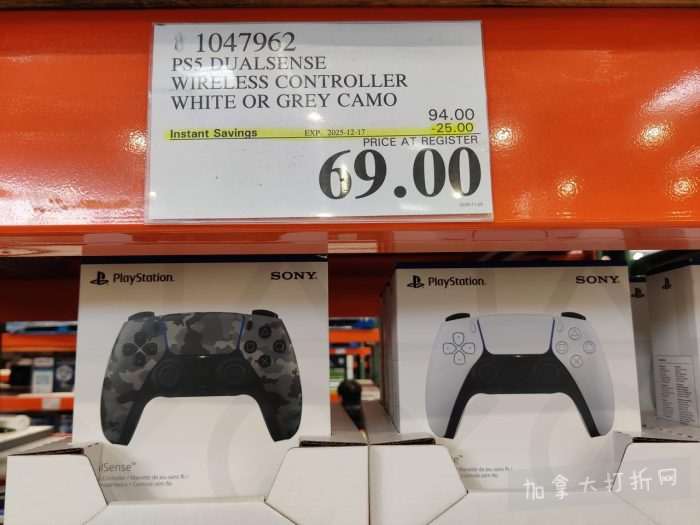 1047962
PS5 DUALSENSE
WIRELESS CONTROLLER
WHITE OR GREY CAMO
94.00
Instant Savings EXP. 2025-12-17 -25.00
PRICE AT REGISTER
69.00
PlayStation. SONY
PlayStation. SONY
alSense™
加拿大打折网